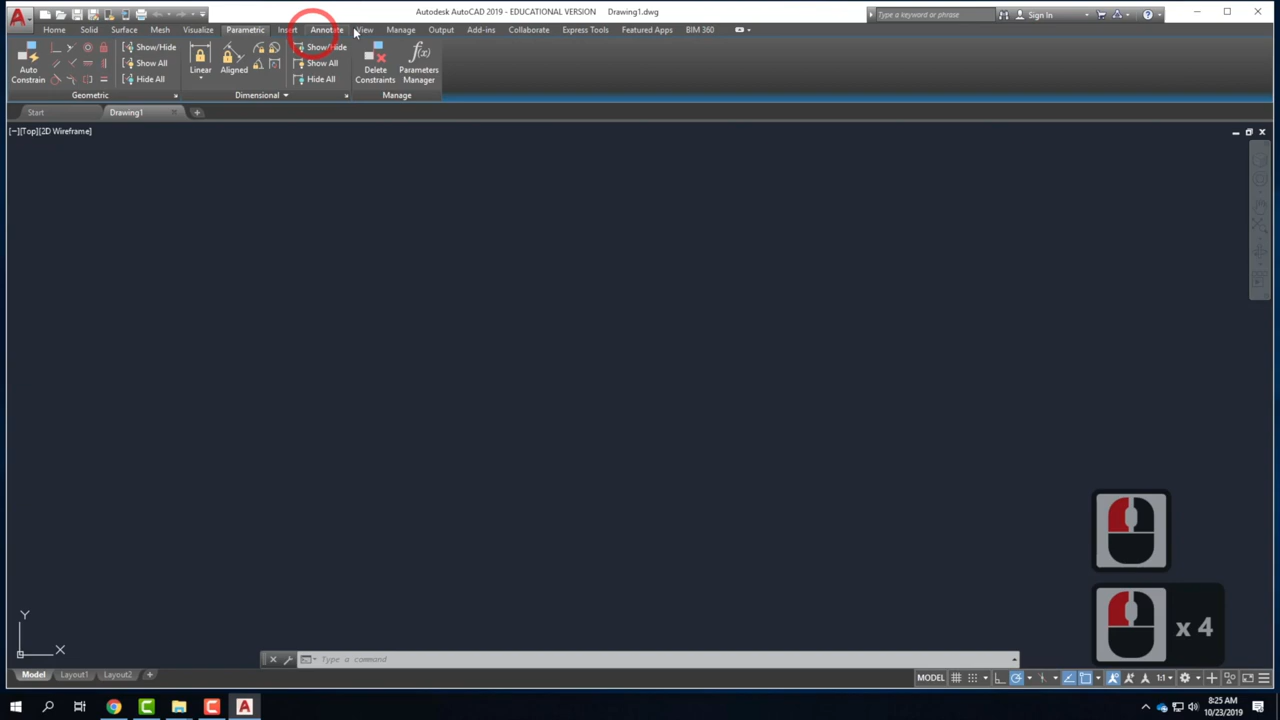 Autodesk AutoCAD 2019 - EDUCATIONAL VERSION Drawing1.dwg
Type a keyword or phrase
Sign In
Home Solid Surface Mesh Visualize Parametric Insert Annotate View Manage Output Add-ins Collaborate Express Tools Featured Apps BIM 360
Auto Constrain
Show/Hide
Show All
Hide All
Geometric
Linear
Aligned
Show/Hide
Show All
Hide All
Dimensional
Delete Constraints
Parameters Manager
Manage
Start Drawing1
[−][Top][2D Wireframe]
x 4
Y
X
Type a command
Model Layout1 Layout2
MODEL
1:1
8:25 AM
10/23/2019